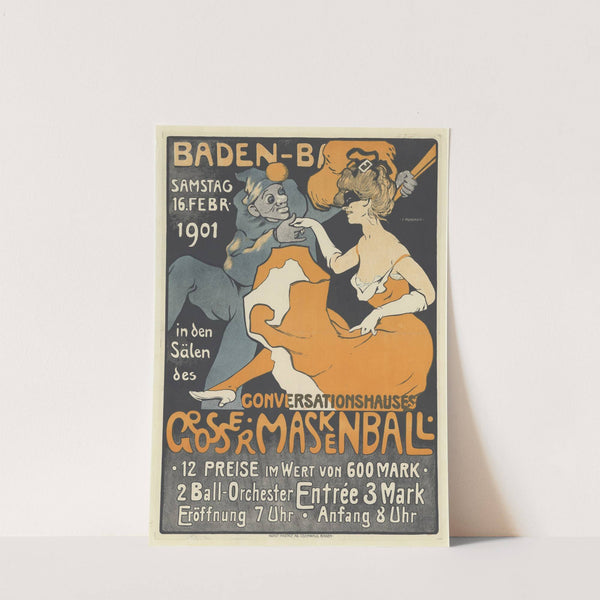 BADEN-B
SAMSTAG
16. FEBR.
1901
in den
Sälen
des
CONVERSATIONSHAUSES
GROSSER MASKENBALL.
· 12 PREISE IM WERT VON 600 MARK ·
2 Ball-Orchester Entrée 3 Mark
Eröffnung 7 Uhr · Anfang 8 Uhr